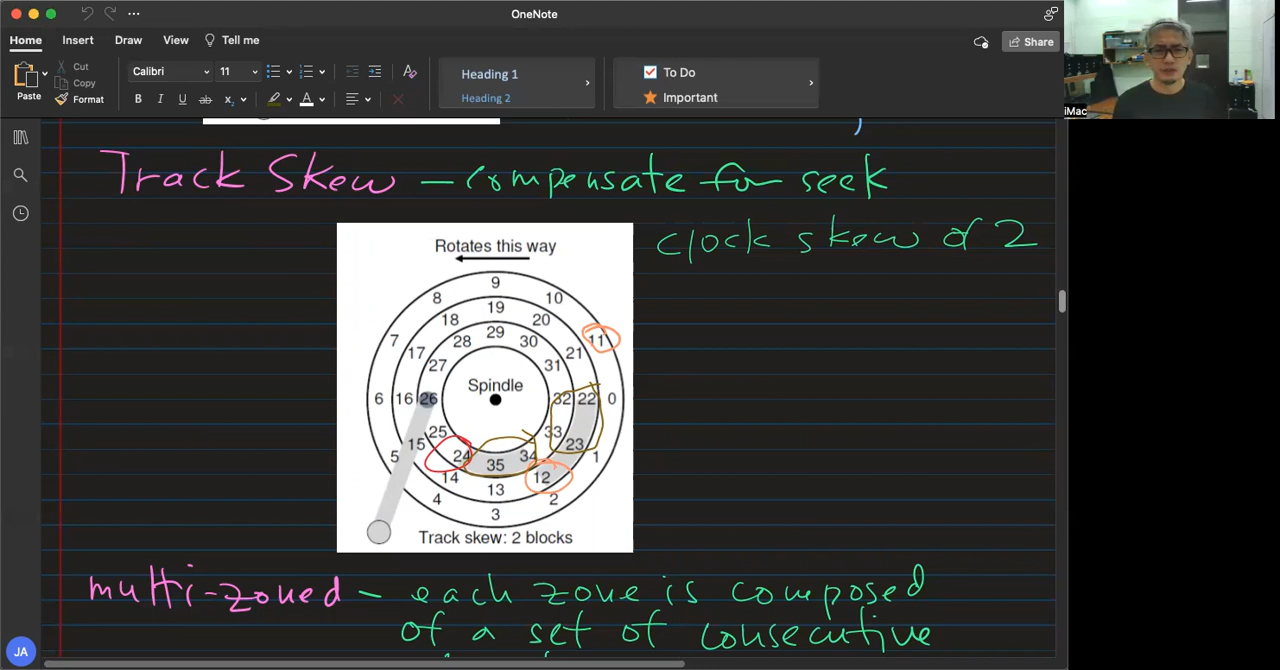 OneNote
Home Insert Draw View Tell me Share
Paste Cut Copy Format
Calibri 11
B I U ab x₂ A
Heading 1
Heading 2
To Do
Important
iMac
Track Skew – compensate for seek
clock skew of 2
Rotates this way
9
8 10
19
7 18 20 11
29
28 30
17 21
27 31
Spindle
6 16 26 32 22 0
25 33
15 23
5 24 34 1
35
14 12
13
4 2
3
Track skew: 2 blocks
multi-zoned – each zone is composed
of a set of consecutive
JA